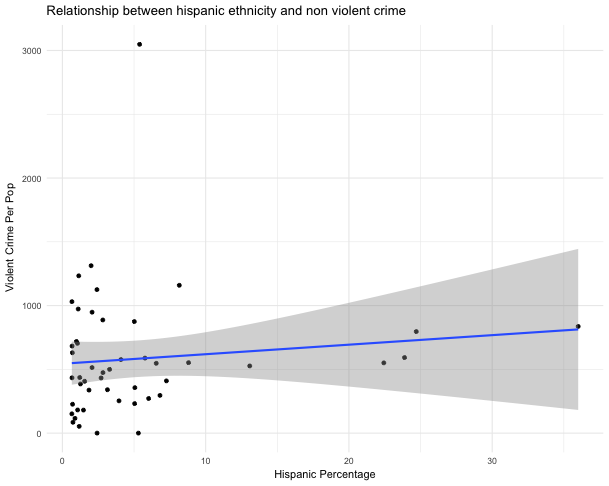 Relationship between hispanic ethnicity and non violent crime
3000
2000
1000
0
Violent Crime Per Pop
0 10 20 30
Hispanic Percentage